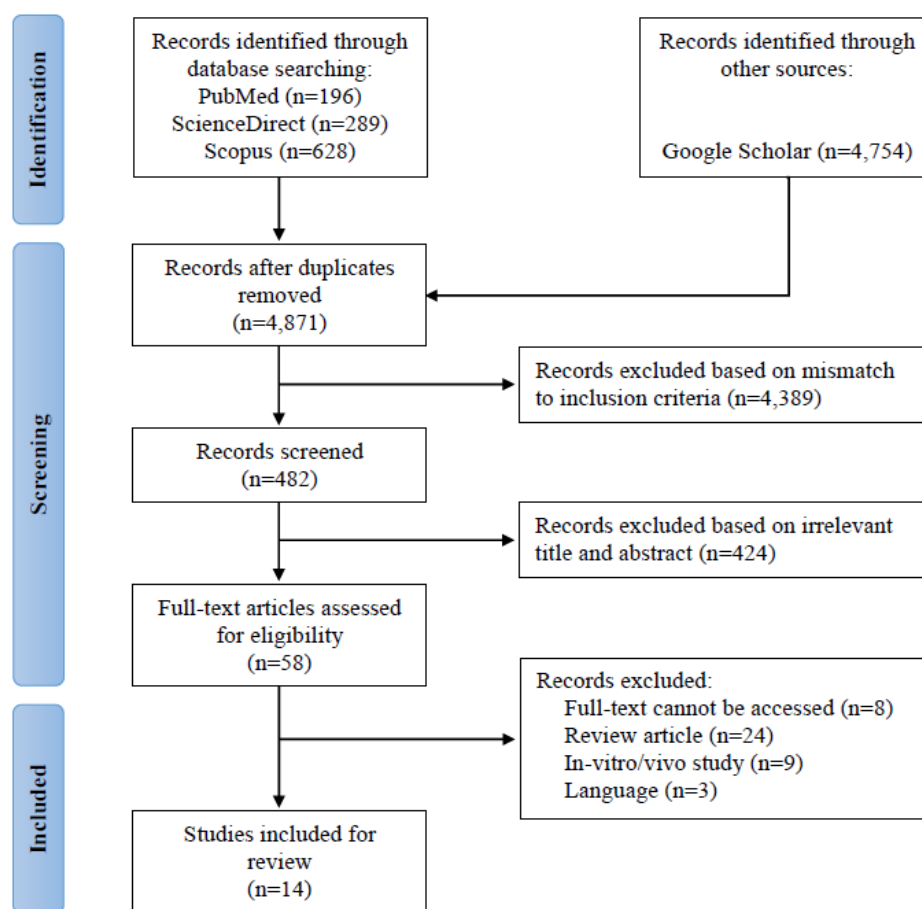 Identification
Records identified through
database searching:
PubMed (n=196)
ScienceDirect (n=289)
Scopus (n=628)
Records identified through
other sources:
Google Scholar (n=4,754)
Screening
Records after duplicates
removed
(n=4,871)
Records excluded based on mismatch
to inclusion criteria (n=4,389)
Records screened
(n=482)
Records excluded based on irrelevant
title and abstract (n=424)
Full-text articles assessed
for eligibility
(n=58)
Records excluded:
Full-text cannot be accessed (n=8)
Review article (n=24)
In-vitro/vivo study (n=9)
Language (n=3)
Included
Studies included for
review
(n=14)